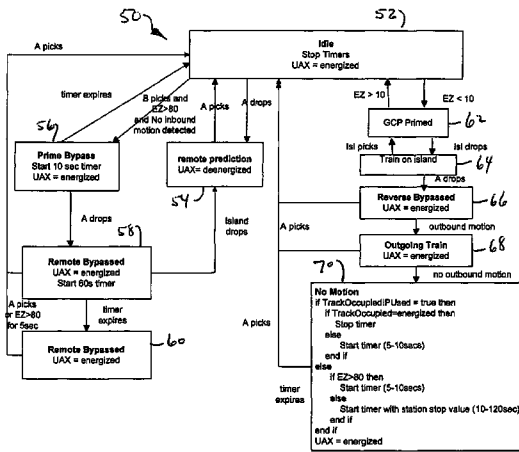 50
52
Idle
Stop Timers
UAX = energized
A picks
timer expires
B picks and
EZ>80
and No inbound
motion detected
A picks
A drops
EZ > 10
EZ < 10
56
Prime Bypass
Start 10 sec timer
UAX = energized
remote prediction
UAX= deenergized
54
GCP Primed
62
Isl picks
Isl drops
Train on island
64
A drops
Reverse Bypassed
UAX = energized
66
A drops
58
Island
drops
A picks
outbound motion
Outgoing Train
UAX = energized
68
Remote Bypassed
UAX = energized
Start 60s timer
70
no outbound motion
A picks
or EZ>80
for 5sec
timer
expires
A picks
Remote Bypassed
UAX = energized
60
timer
expires
No Motion
if TrackOccupiedIPUsed = true then
if TrackOccupied=energized then
Stop timer
else
Start timer (5-10secs)
end if
else
if EZ>80 then
Start timer (5-10secs)
else
Start timer with station stop value (10-120sec)
end if
end if
UAX = energized